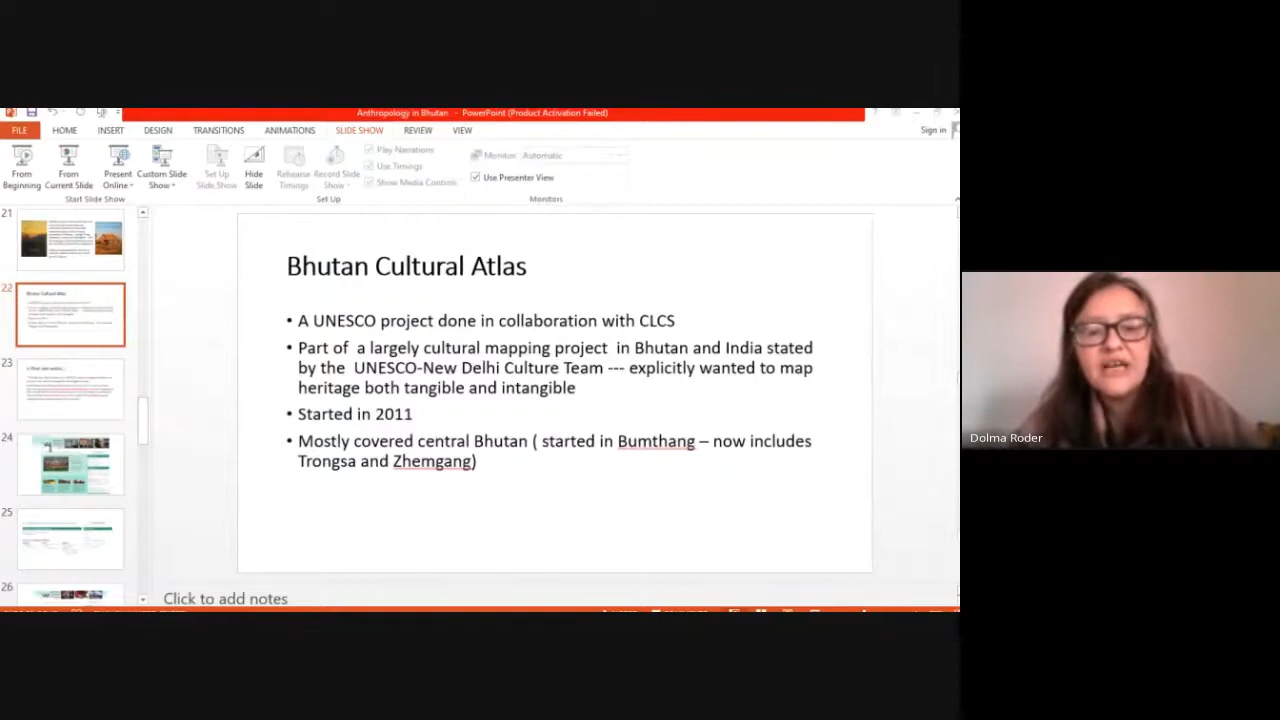 Anthropology in Bhutan - PowerPoint (Product Activation Failed)
FILE HOME INSERT DESIGN TRANSITIONS ANIMATIONS SLIDE SHOW REVIEW VIEW Sign in
From Beginning
From Current Slide
Present Online
Custom Slide Show
Set Up Slide Show
Hide Slide
Rehearse Timings
Record Slide Show
Play Narrations
Use Timings
Show Media Controls
Monitor: Automatic
Use Presenter View
Start Slide Show Set Up Monitors
21
22
23
24
25
26
Bhutan Cultural Atlas
• A UNESCO project done in collaboration with CLCS
• Part of a largely cultural mapping project in Bhutan and India stated
by the UNESCO-New Delhi Culture Team --- explicitly wanted to map
heritage both tangible and intangible
• Started in 2011
• Mostly covered central Bhutan ( started in Bumthang – now includes
Trongsa and Zhemgang)
Click to add notes
Dolma Roder